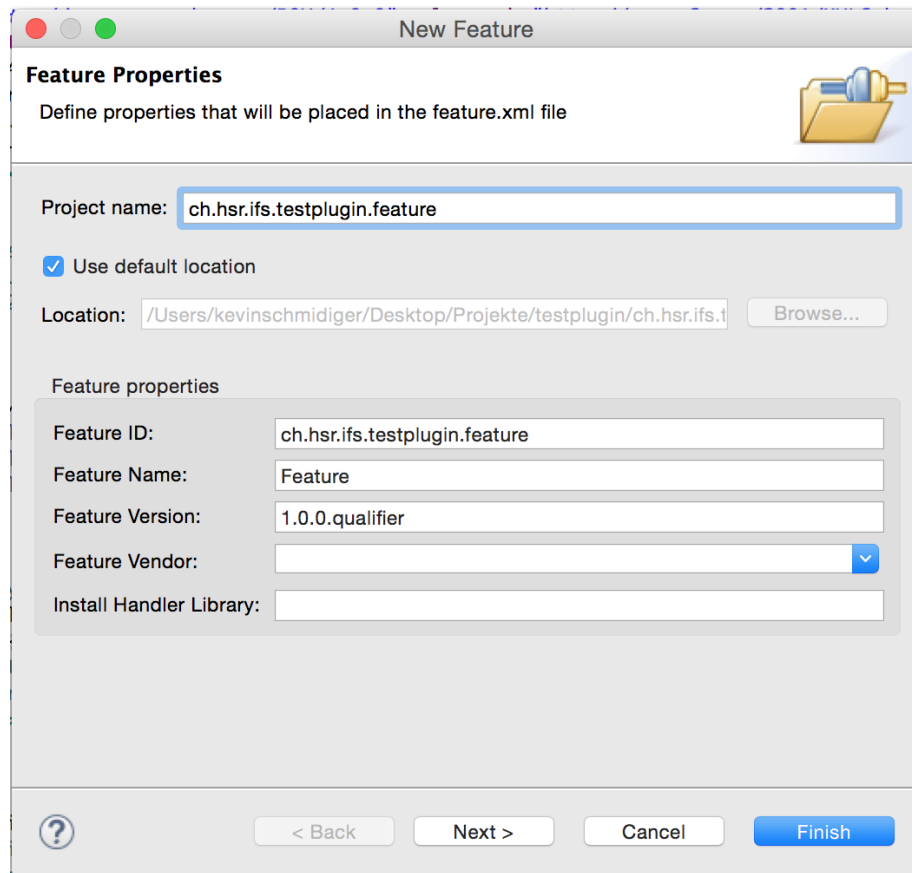 New Feature
Feature Properties
Define properties that will be placed in the feature.xml file
Project name: ch.hsr.ifs.testplugin.feature
Use default location
Location: /Users/kevinschmidiger/Desktop/Projekte/testplugin/ch.hsr.ifs.t Browse...
Feature properties
Feature ID: ch.hsr.ifs.testplugin.feature
Feature Name: Feature
Feature Version: 1.0.0.qualifier
Feature Vendor:
Install Handler Library:
? < Back Next > Cancel Finish